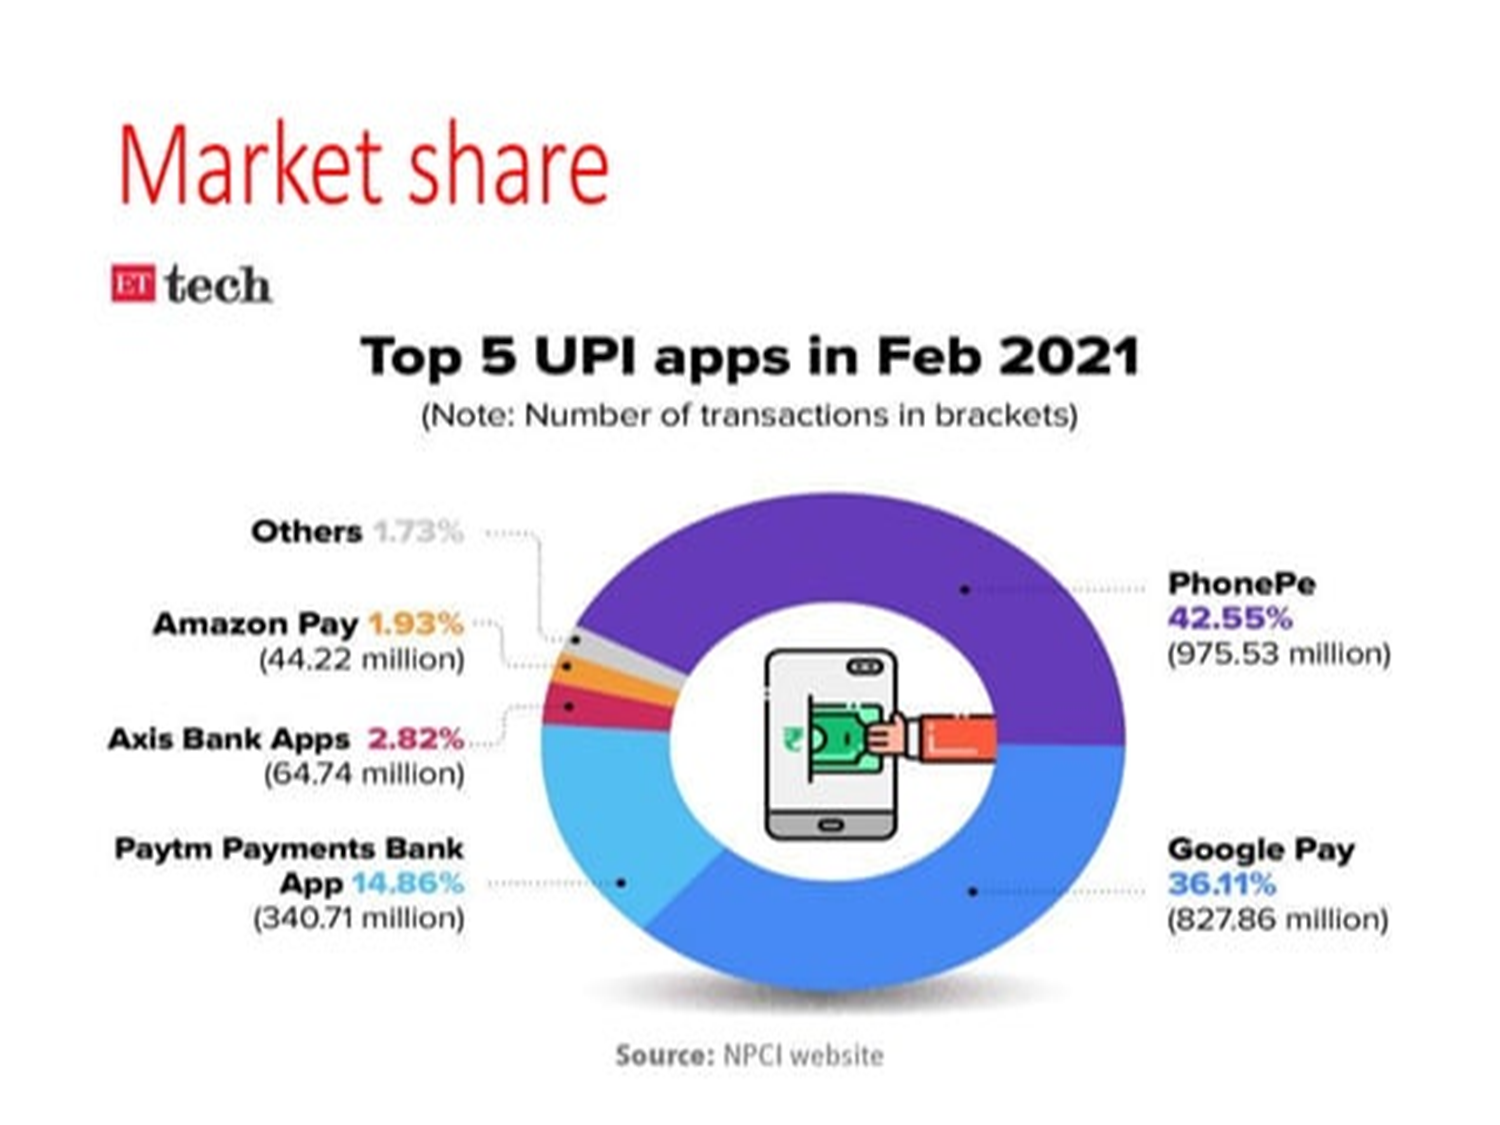 Market share
ET tech
Top 5 UPI apps in Feb 2021
(Note: Number of transactions in brackets)
Others 1.73%
Amazon Pay 1.93%
(44.22 million)
Axis Bank Apps 2.82%
(64.74 million)
Paytm Payments Bank
App 14.86%
(340.71 million)
PhonePe
42.55%
(975.53 million)
₹
Google Pay
36.11%
(827.86 million)
Source: NPCI website